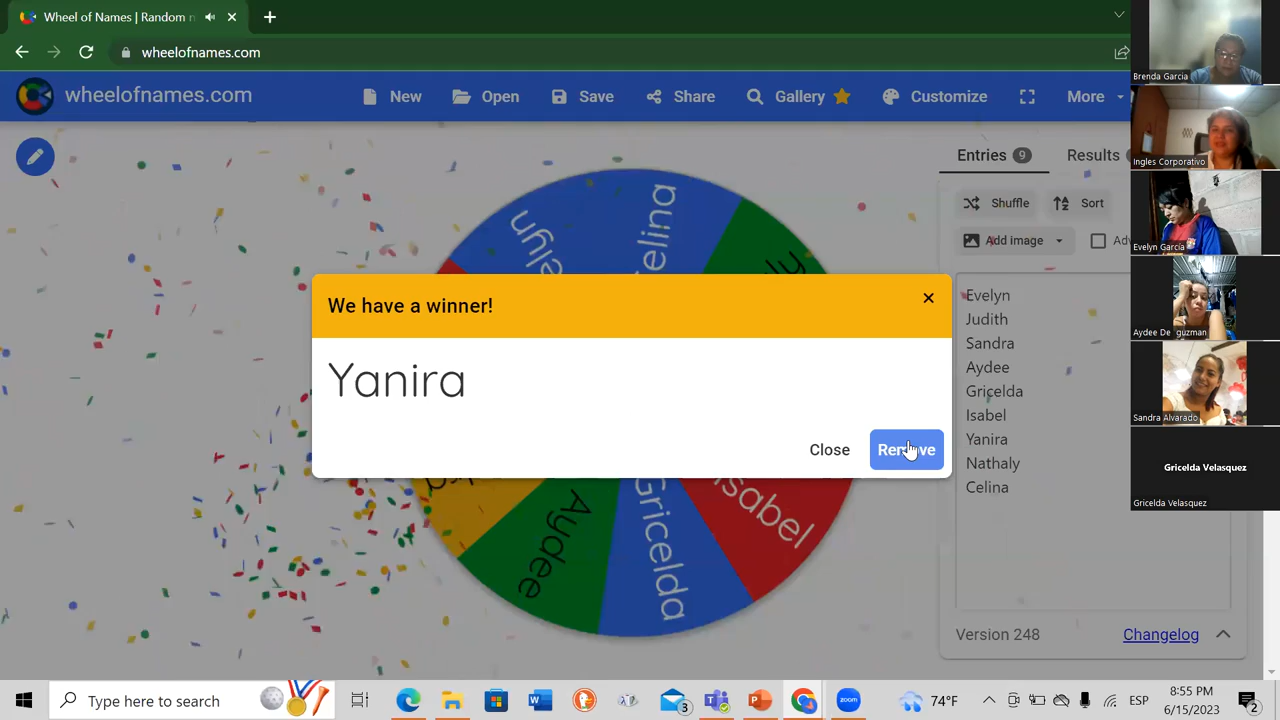 Wheel of Names | Random n
wheelofnames.com
wheelofnames.com
New
Open
Save
Share
Gallery
Customize
More
Entries 9
Results
Shuffle
Sort
Add image
Evelyn
Judith
Sandra
Aydee
Gricelda
Isabel
Yanira
Nathaly
Celina
Version 248
Changelog
We have a winner!
Yanira
Close
Remove
Aydee
Gricelda
Isabel
Brenda Garcia
Ingles Corporativo
Evelyn García
Aydee De guzman
Sandra Alvarado
Gricelda Velasquez
Gricelda Velasquez
Type here to search
3
74°F
ESP
8:55 PM
6/15/2023
2